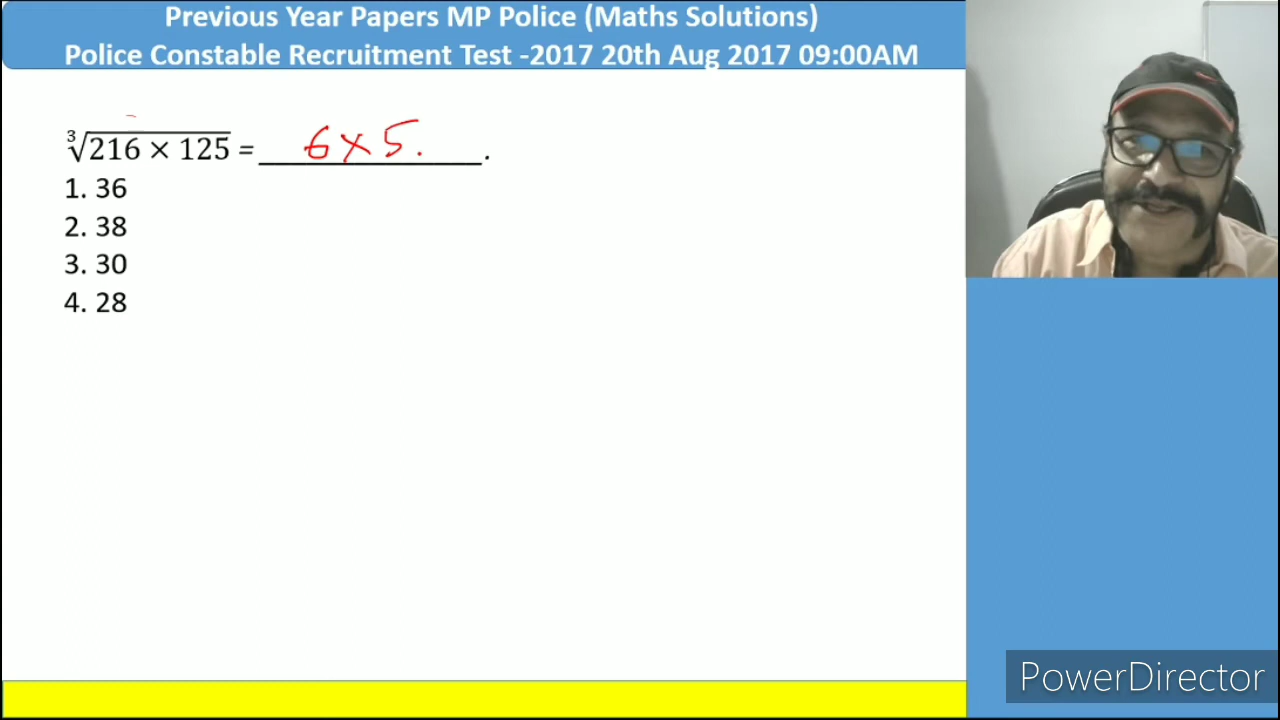 Previous Year Papers MP Police (Maths Solutions)
Police Constable Recruitment Test -2017 20th Aug 2017 09:00AM
∛216 × 125 = 6×5.
1. 36
2. 38
3. 30
4. 28
PowerDirector